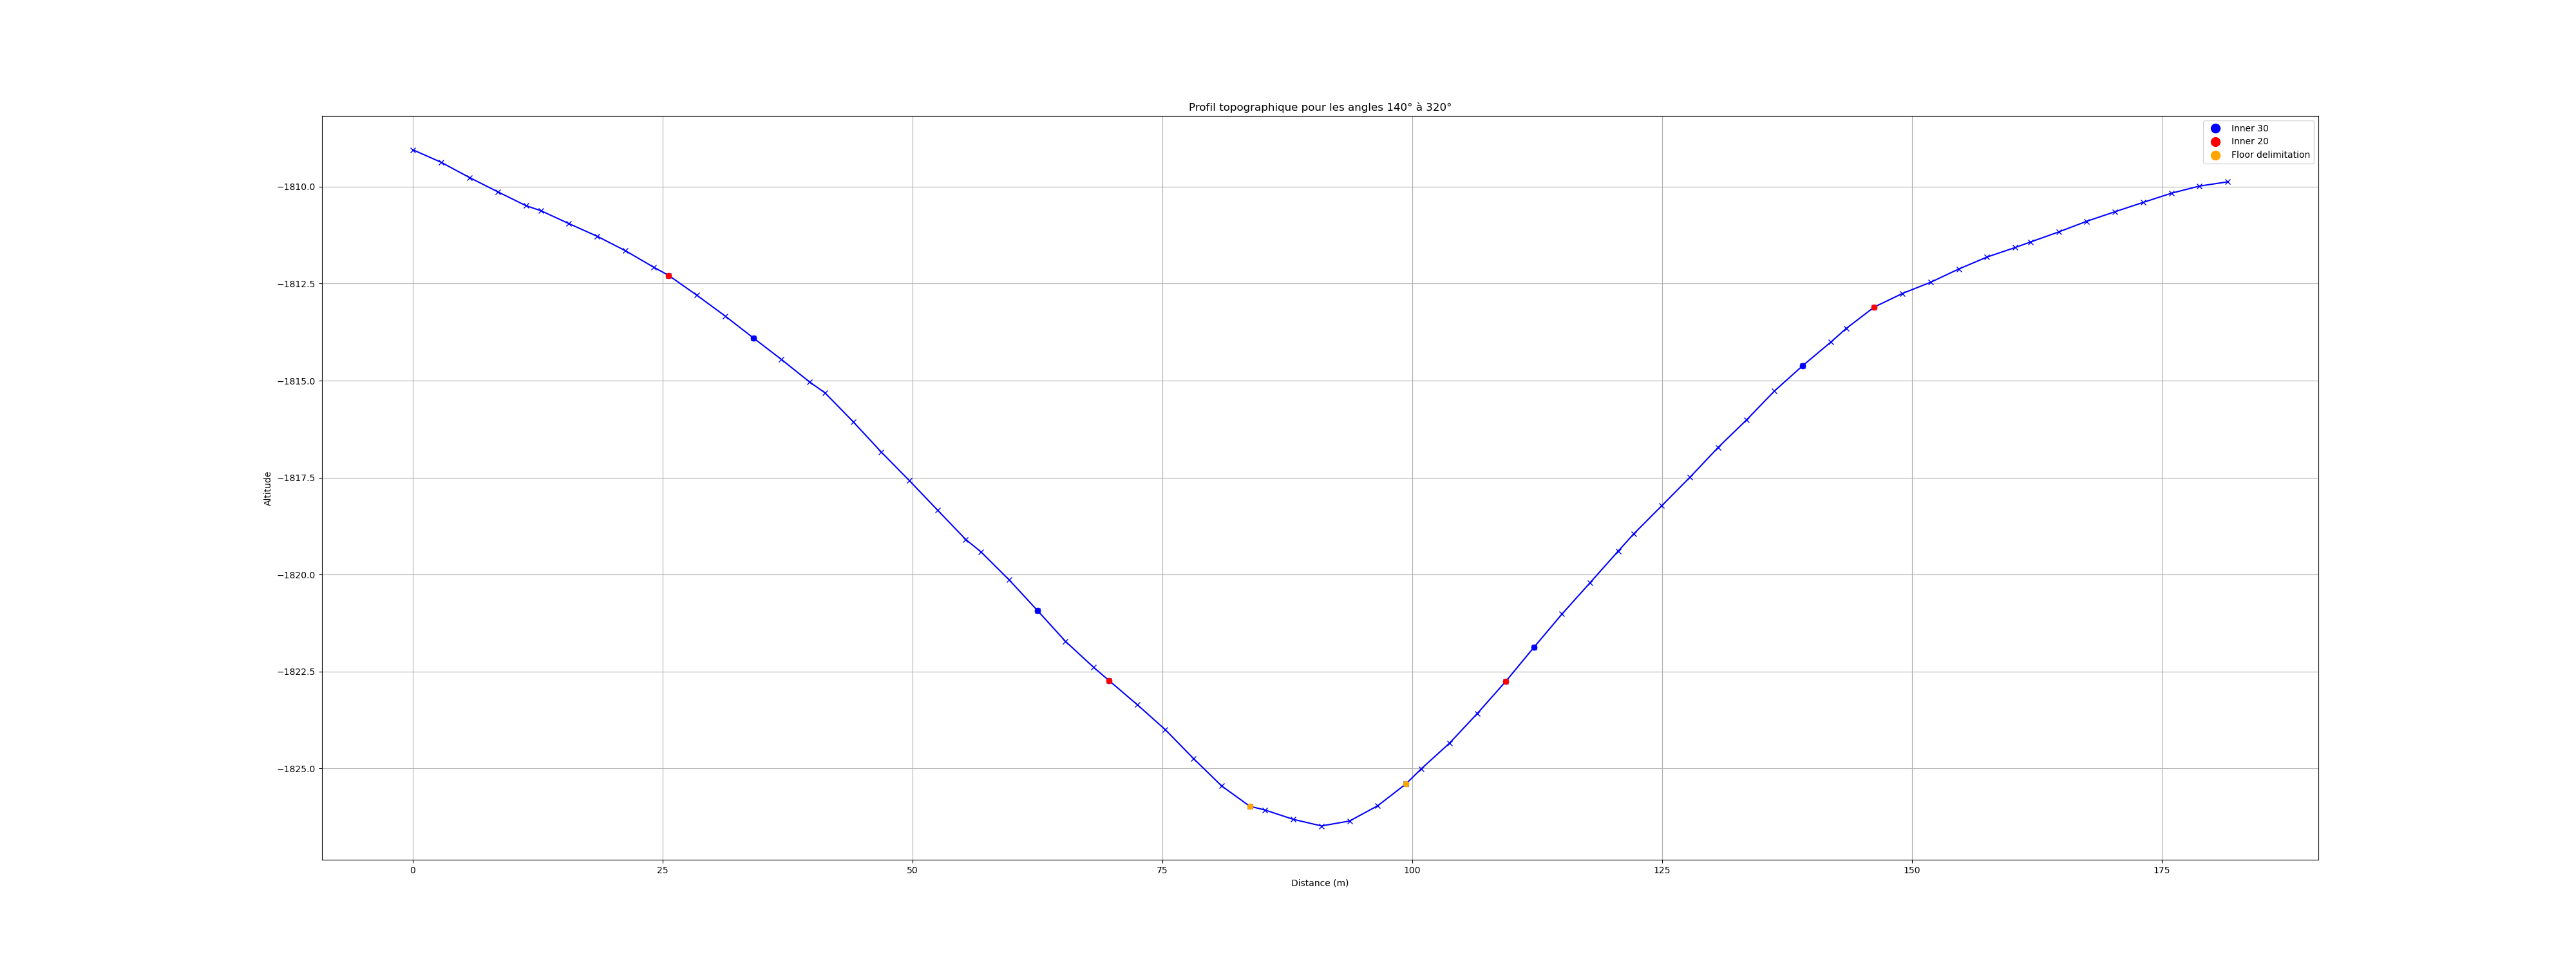 Profil topographique pour les angles 140° à 320°
Inner 30
Inner 20
Floor delimitation
Altitude
−1810.0
−1812.5
−1815.0
−1817.5
−1820.0
−1822.5
−1825.0
0
25
50
75
100
125
150
175
Distance (m)